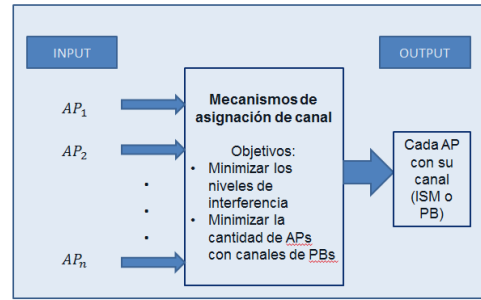 INPUT
OUTPUT
AP1
AP2
.
.
.
APn
Mecanismos de
asignación de canal
Objetivos:
• Minimizar los
niveles de
interferencia
• Minimizar la
cantidad de APs
con canales de PBs
Cada AP
con su
canal
(ISM o
PB)